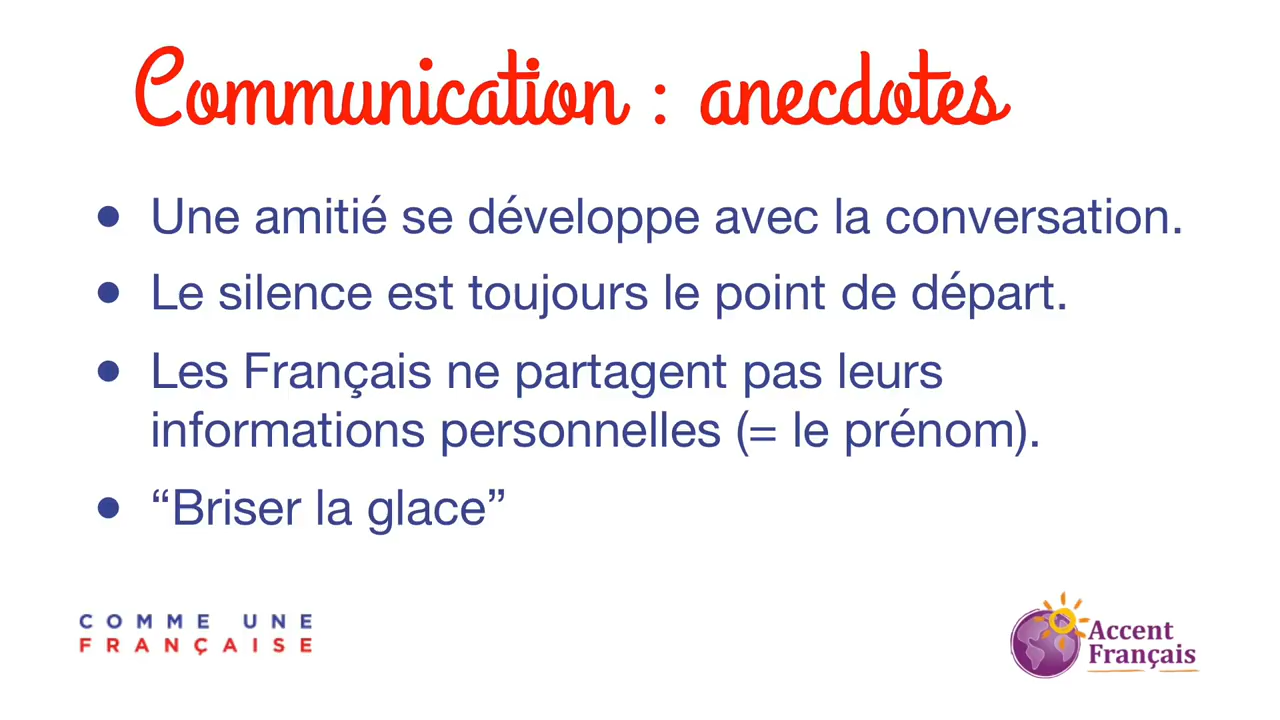 Communication : anecdotes
• Une amitié se développe avec la conversation.
• Le silence est toujours le point de départ.
• Les Français ne partagent pas leurs
informations personnelles (= le prénom).
• “Briser la glace”
COMME UNE
FRANÇAISE
Accent
Français